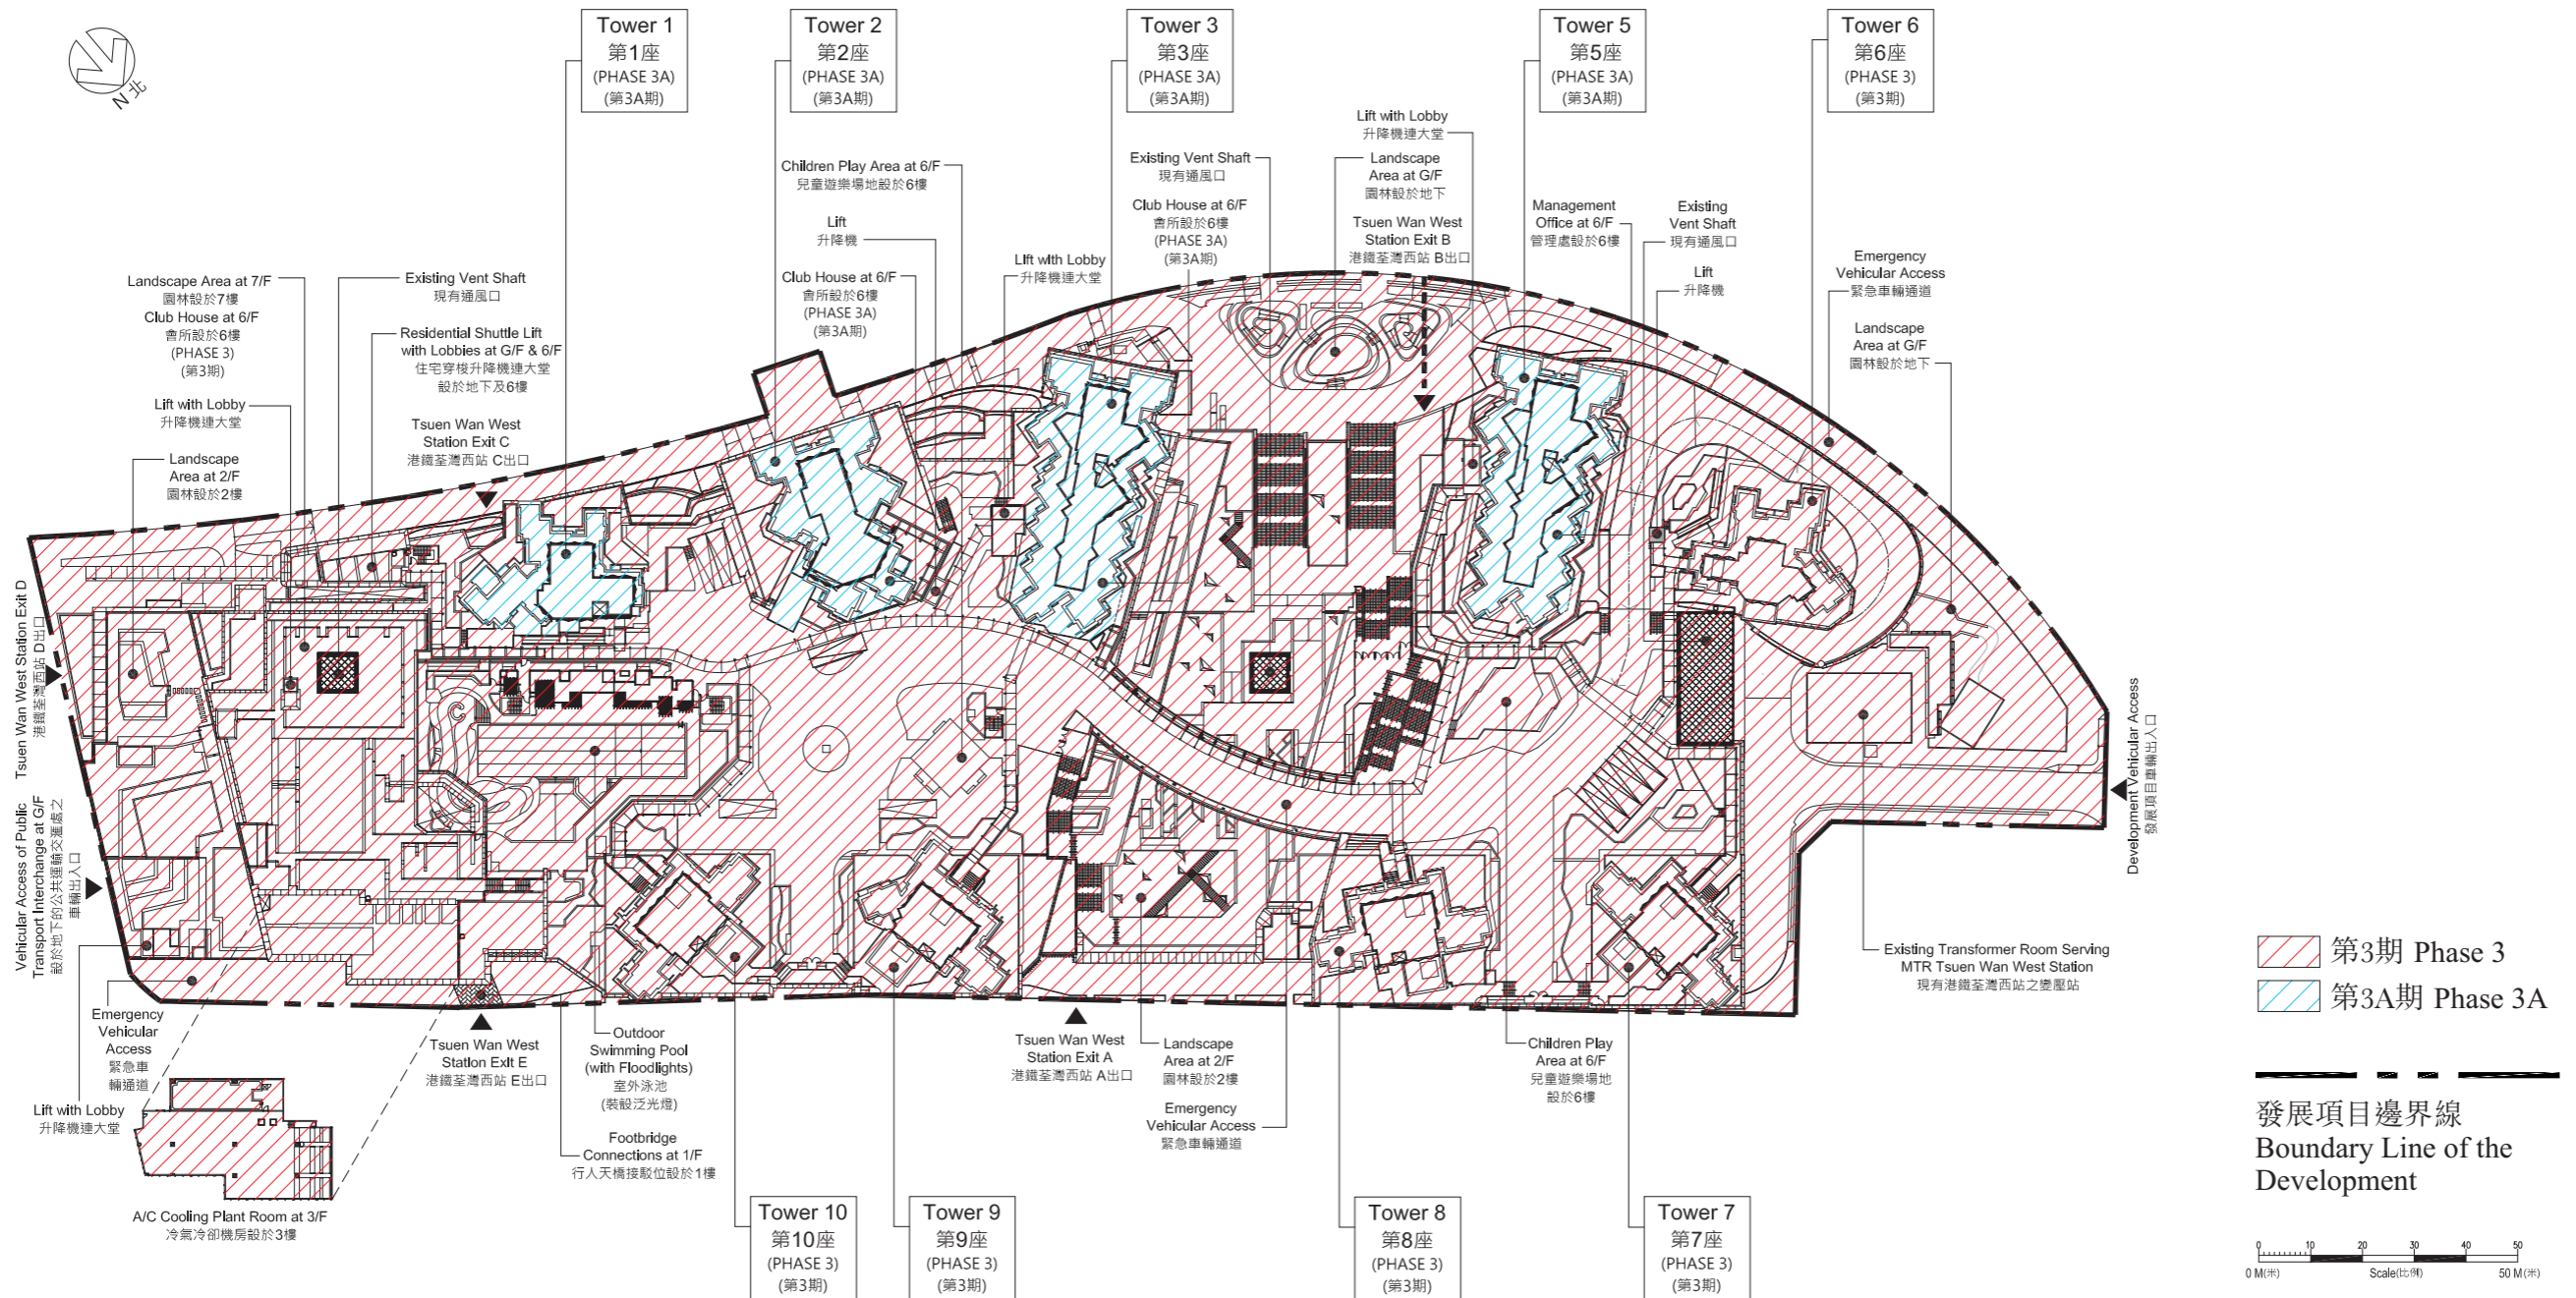 N 北
Tower 1
第1座
(PHASE 3A)
(第3A期)
Tower 2
第2座
(PHASE 3A)
(第3A期)
Tower 3
第3座
(PHASE 3A)
(第3A期)
Tower 5
第5座
(PHASE 3A)
(第3A期)
Tower 6
第6座
(PHASE 3)
(第3期)
Children Play Area at 6/F
兒童遊樂場地設於6樓
Lift
升降機
Club House at 6/F
會所設於6樓
(PHASE 3A)
(第3A期)
Lift with Lobby
升降機連大堂
Existing Vent Shaft
現有通風口
Club House at 6/F
會所設於6樓
(PHASE 3A)
(第3A期)
Lift with Lobby
升降機連大堂
Landscape
Area at G/F
園林設於地下
Tsuen Wan West
Station Exit B
港鐵荃灣西站 B出口
Management
Office at 6/F
管理處設於6樓
Existing
Vent Shaft
現有通風口
Lift
升降機
Emergency
Vehicular Access
緊急車輛通道
Landscape
Area at G/F
園林設於地下
Landscape Area at 7/F
園林設於7樓
Club House at 6/F
會所設於6樓
(PHASE 3)
(第3期)
Existing Vent Shaft
現有通風口
Residential Shuttle Lift
with Lobbies at G/F & 6/F
住宅穿梭升降機連大堂
設於地下及6樓
Lift with Lobby
升降機連大堂
Tsuen Wan West
Station Exit C
港鐵荃灣西站 C出口
Landscape
Area at 2/F
園林設於2樓
Tsuen Wan West Station Exit D
港鐵荃灣西站 D出口
Vehicular Access of Public
Transport Interchange at G/F
設於地下的公共運輸交匯處之
車輛出入口
Development Vehicular Access
發展項目車輛出入口
Emergency
Vehicular
Access
緊急車
輛通道
Lift with Lobby
升降機連大堂
A/C Cooling Plant Room at 3/F
冷氣冷卻機房設於3樓
Tsuen Wan West
Station Exit E
港鐵荃灣西站 E出口
Outdoor
Swimming Pool
(with Floodlights)
室外泳池
(裝設泛光燈)
Footbridge
Connections at 1/F
行人天橋接駁位設於1樓
Tsuen Wan West
Station Exit A
港鐵荃灣西站 A出口
Landscape
Area at 2/F
園林設於2樓
Emergency
Vehicular Access
緊急車輛通道
Children Play
Area at 6/F
兒童遊樂場地
設於6樓
Existing Transformer Room Serving
MTR Tsuen Wan West Station
現有港鐵荃灣西站之變壓站
Tower 10
第10座
(PHASE 3)
(第3期)
Tower 9
第9座
(PHASE 3)
(第3期)
Tower 8
第8座
(PHASE 3)
(第3期)
Tower 7
第7座
(PHASE 3)
(第3期)
第3期 Phase 3
第3A期 Phase 3A
發展項目邊界線
Boundary Line of the
Development
0 10 20 30 40 50
0 M(米) Scale(比例) 50 M(米)